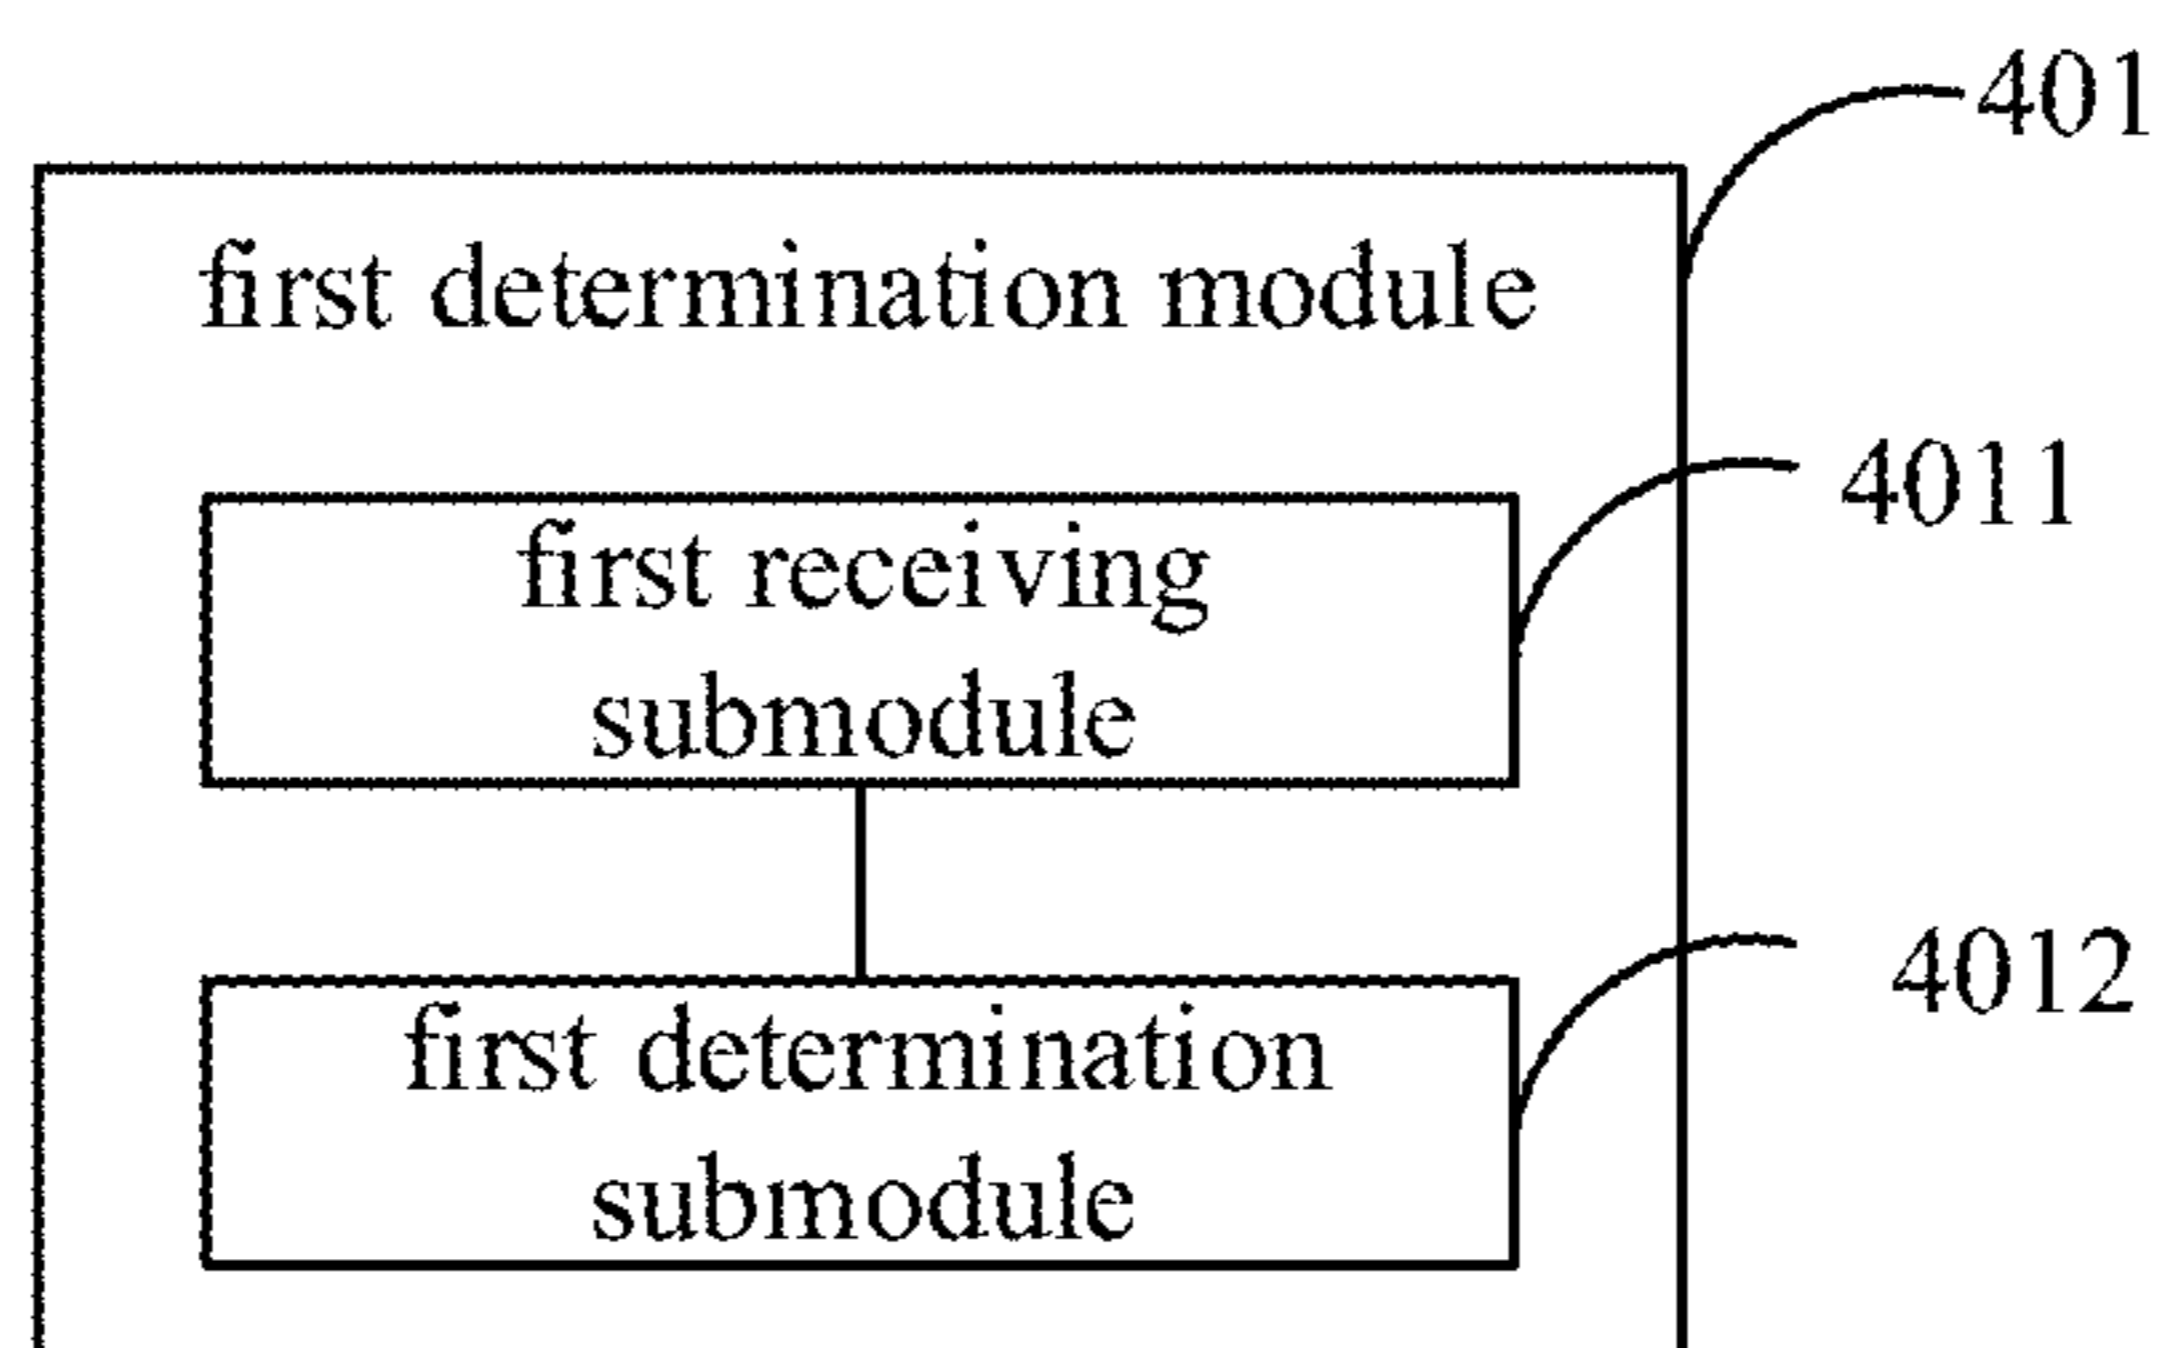 401
first determination module
4011
first receiving
submodule
4012
first determination
submodule